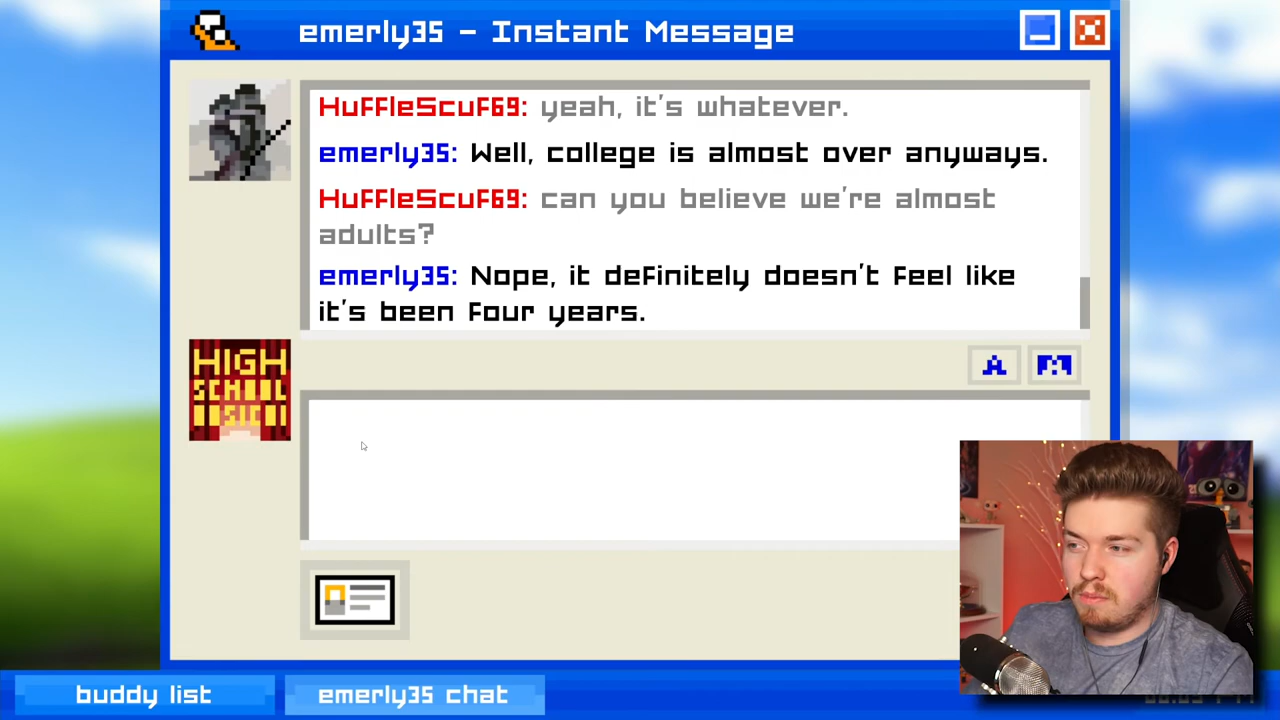 emerly35 - Instant Message
HuffleScuf69: yeah, it's whatever.
emerly35: Well, college is almost over anyways.
HuffleScuf69: can you believe we're almost
adults?
emerly35: Nope, it definitely doesn't feel like
it's been four years.
HIGH
SCHOOL
A
buddy list
emerly35 chat